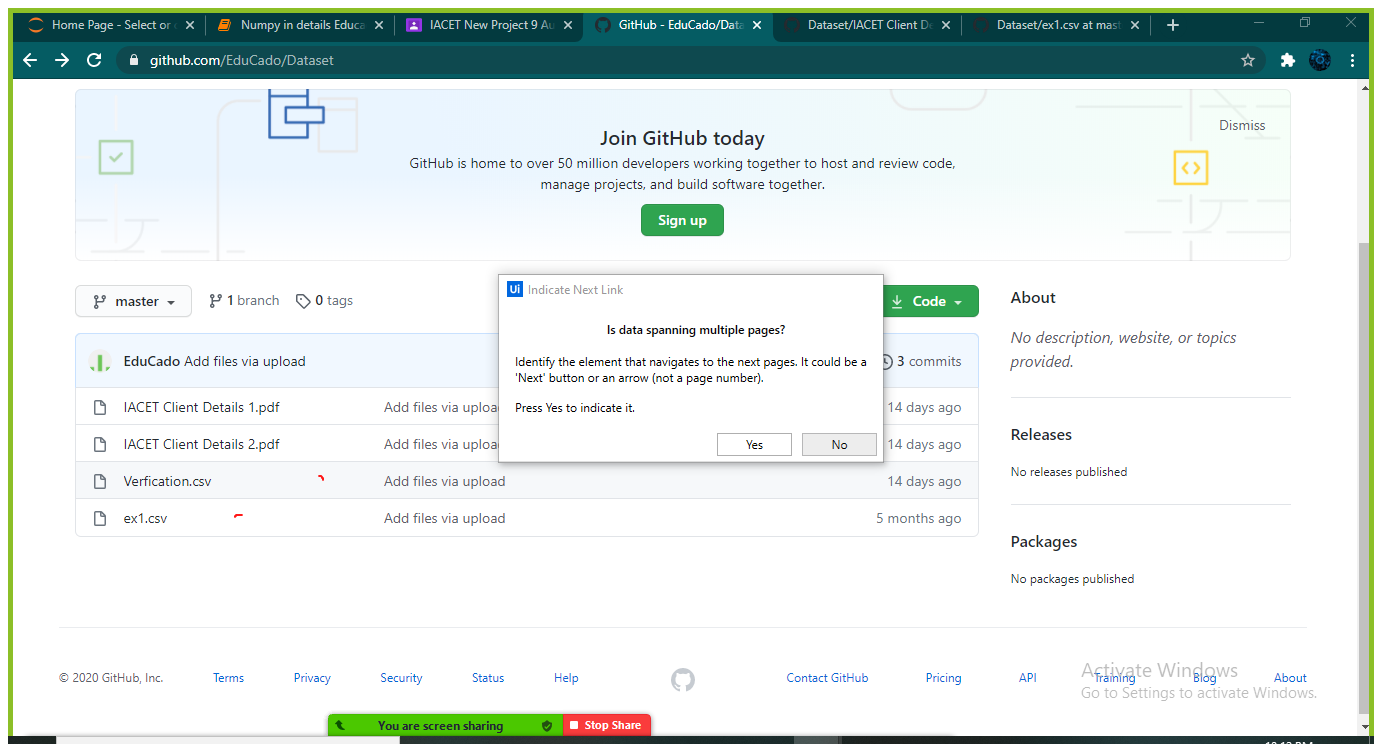 Home Page - Select or
Numpy in details Educa
IACET New Project 9 Au
GitHub - EduCado/Data
Dataset/IACET Client De
Dataset/ex1.csv at mast
github.com/EduCado/Dataset
Join GitHub today
Dismiss
GitHub is home to over 50 million developers working together to host and review code,
manage projects, and build software together.
Sign up
master
1 branch
0 tags
Code
EduCado Add files via upload
3 commits
IACET Client Details 1.pdf Add files via uploa 14 days ago
IACET Client Details 2.pdf Add files via uploa 14 days ago
Verfication.csv Add files via upload 14 days ago
ex1.csv Add files via upload 5 months ago
Ui Indicate Next Link
Is data spanning multiple pages?
Identify the element that navigates to the next pages. It could be a
'Next' button or an arrow (not a page number).
Press Yes to indicate it.
Yes
No
About
No description, website, or topics
provided.
Releases
No releases published
Packages
No packages published
© 2020 GitHub, Inc. Terms Privacy Security Status Help Contact GitHub Pricing API Training Blog About
Activate Windows
Go to Settings to activate Windows.
You are screen sharing
Stop Share